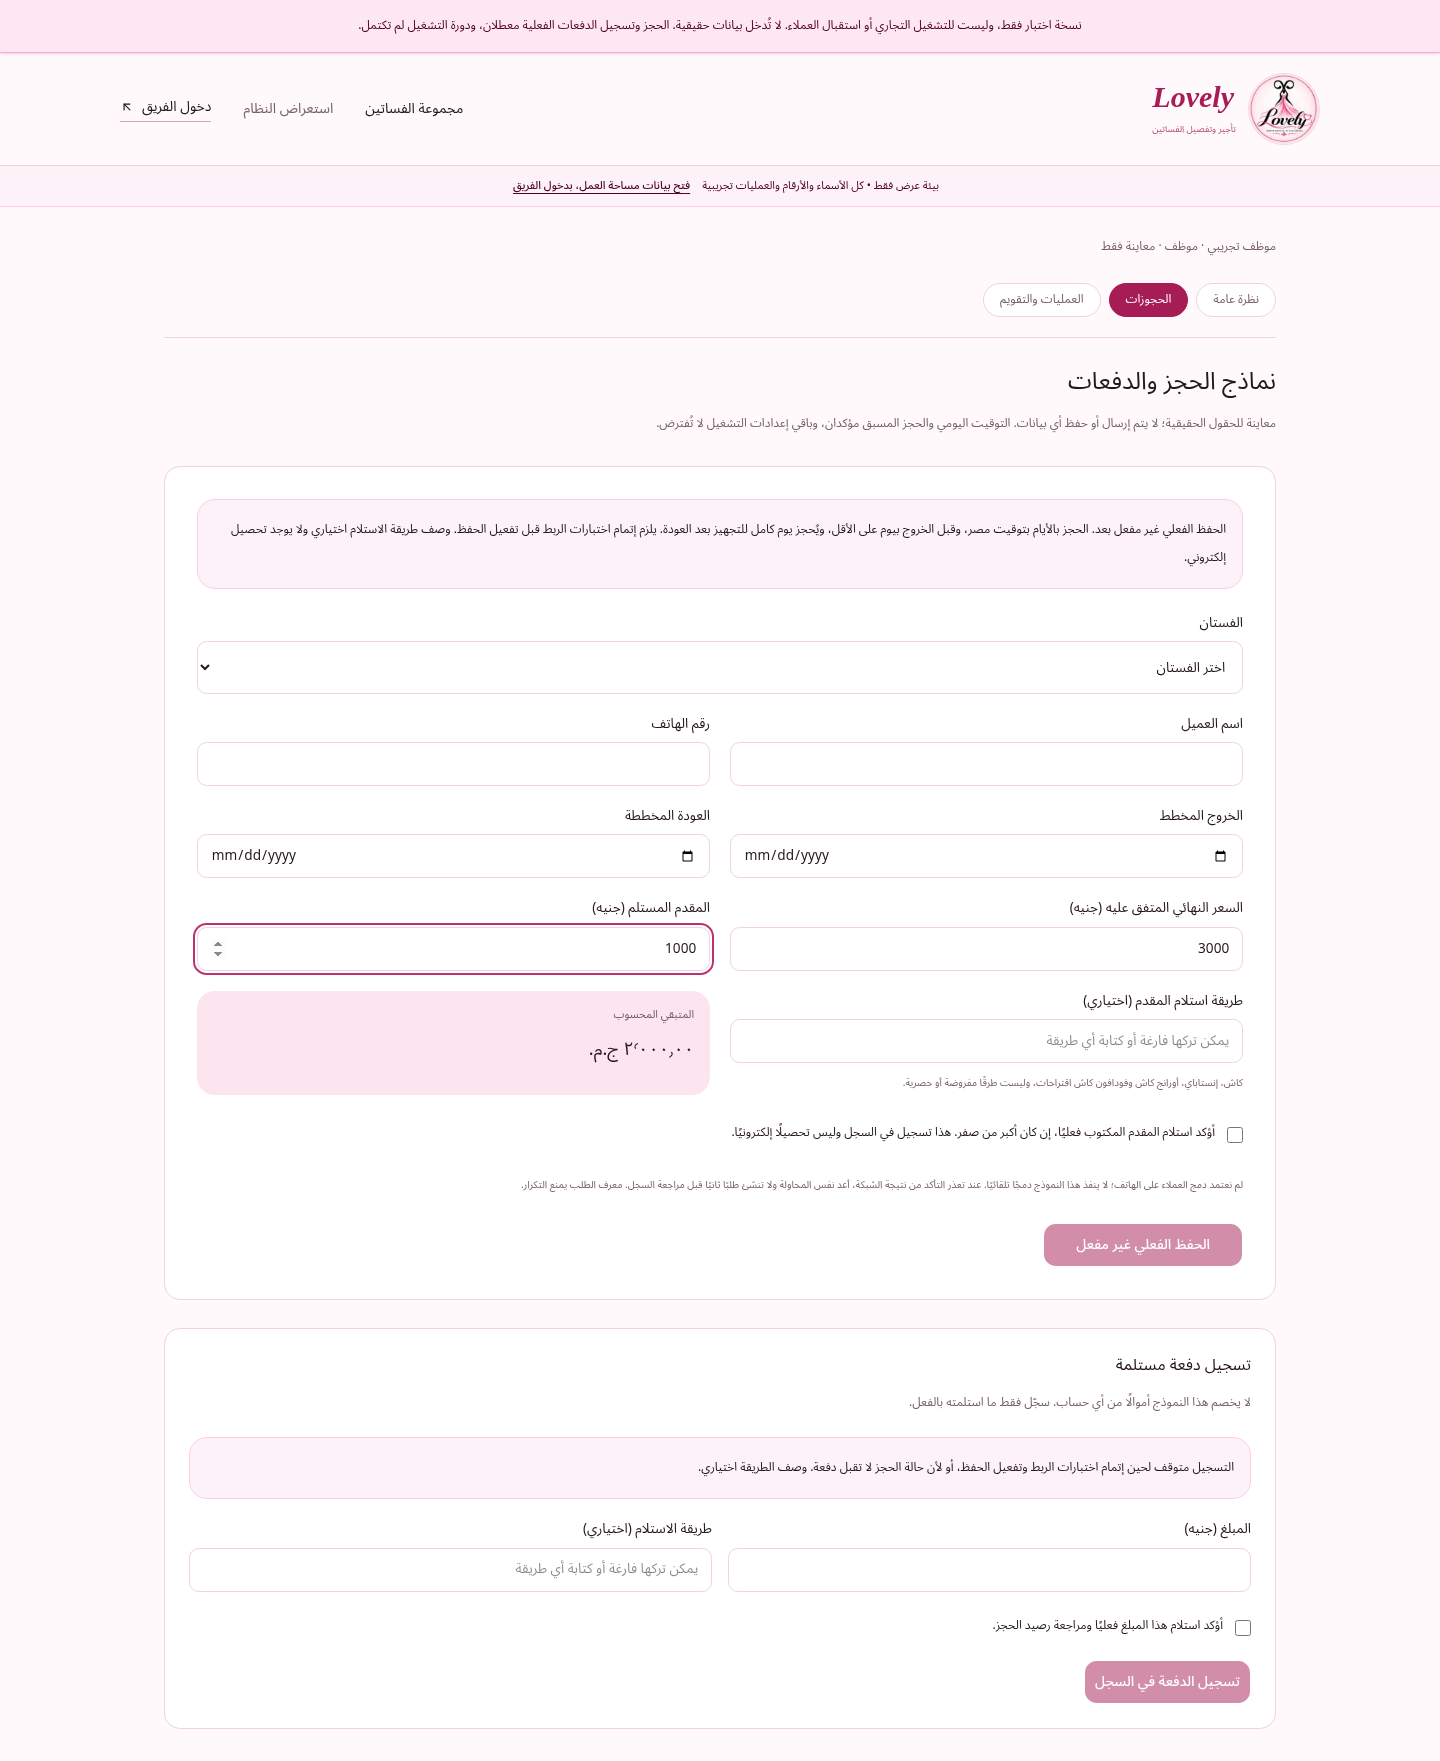 نسخة اختبار فقط، وليست للتشغيل التجاري أو استقبال العملاء. لا تُدخل بيانات حقيقية. الحجز وتسجيل الدفعات الفعلية معطلان، ودورة التشغيل لم تكتمل.
Lovely
Lovely
تأجير وتفصيل الفساتين
مجموعة الفساتين
استعراض النظام
دخول الفريق
بيئة عرض فقط • كل الأسماء والأرقام والعمليات تجريبية
فتح بيانات مساحة العمل، بدخول الفريق
موظف تجريبي · موظف · معاينة فقط
نظرة عامة
الحجوزات
العمليات والتقويم
نماذج الحجز والدفعات
معاينة للحقول الحقيقية؛ لا يتم إرسال أو حفظ أي بيانات. التوقيت اليومي والحجز المسبق مؤكدان، وباقي إعدادات التشغيل لا تُفترض.
الحفظ الفعلي غير مفعل بعد. الحجز بالأيام بتوقيت مصر، وقبل الخروج بيوم على الأقل، ويُحجز يوم كامل للتجهيز بعد العودة. يلزم إتمام اختبارات الربط قبل تفعيل الحفظ. وصف طريقة الاستلام اختياري ولا يوجد تحصيل
إلكتروني.
الفستان
اختر الفستان
اسم العميل
رقم الهاتف
الخروج المخطط
العودة المخططة
mm/dd/yyyy
mm/dd/yyyy
السعر النهائي المتفق عليه (جنيه)
المقدم المستلم (جنيه)
3000
1000
طريقة استلام المقدم (اختياري)
يمكن تركها فارغة أو كتابة أي طريقة
كاش، إنستاباي، أورانج كاش وفودافون كاش اقتراحات، وليست طرقًا مفروضة أو حصرية.
المتبقي المحسوب
٢٬٠٠٠٫٠٠ ج.م.
أؤكد استلام المقدم المكتوب فعليًا، إن كان أكبر من صفر. هذا تسجيل في السجل وليس تحصيلًا إلكترونيًا.
لم نعتمد دمج العملاء على الهاتف؛ لا ينفذ هذا النموذج دمجًا تلقائيًا. عند تعذر التأكد من نتيجة الشبكة، أعد نفس المحاولة ولا تنشئ طلبًا ثانيًا قبل مراجعة السجل. معرف الطلب يمنع التكرار.
الحفظ الفعلي غير مفعل
تسجيل دفعة مستلمة
لا يخصم هذا النموذج أموالًا من أي حساب. سجّل فقط ما استلمته بالفعل.
التسجيل متوقف لحين إتمام اختبارات الربط وتفعيل الحفظ، أو لأن حالة الحجز لا تقبل دفعة. وصف الطريقة اختياري.
المبلغ (جنيه)
طريقة الاستلام (اختياري)
يمكن تركها فارغة أو كتابة أي طريقة
أؤكد استلام هذا المبلغ فعليًا ومراجعة رصيد الحجز.
تسجيل الدفعة في السجل